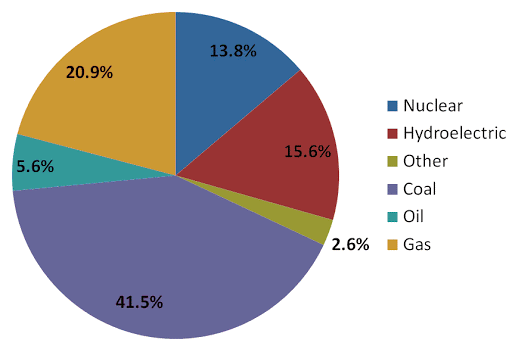 13.8%
20.9%
15.6%
5.6%
2.6%
41.5%
Nuclear
Hydroelectric
Other
Coal
Oil
Gas